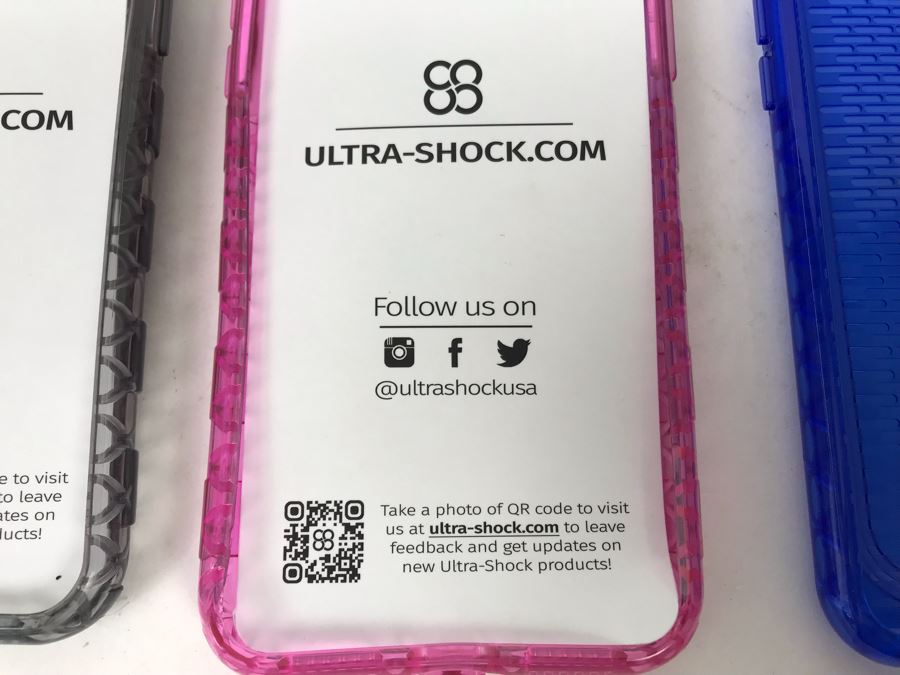 COM
e to visit
to leave
ates on
ducts!
ULTRA-SHOCK.COM
Follow us on
@ultrashockusa
Take a photo of QR code to visit
us at ultra-shock.com to leave
feedback and get updates on
new Ultra-Shock products!